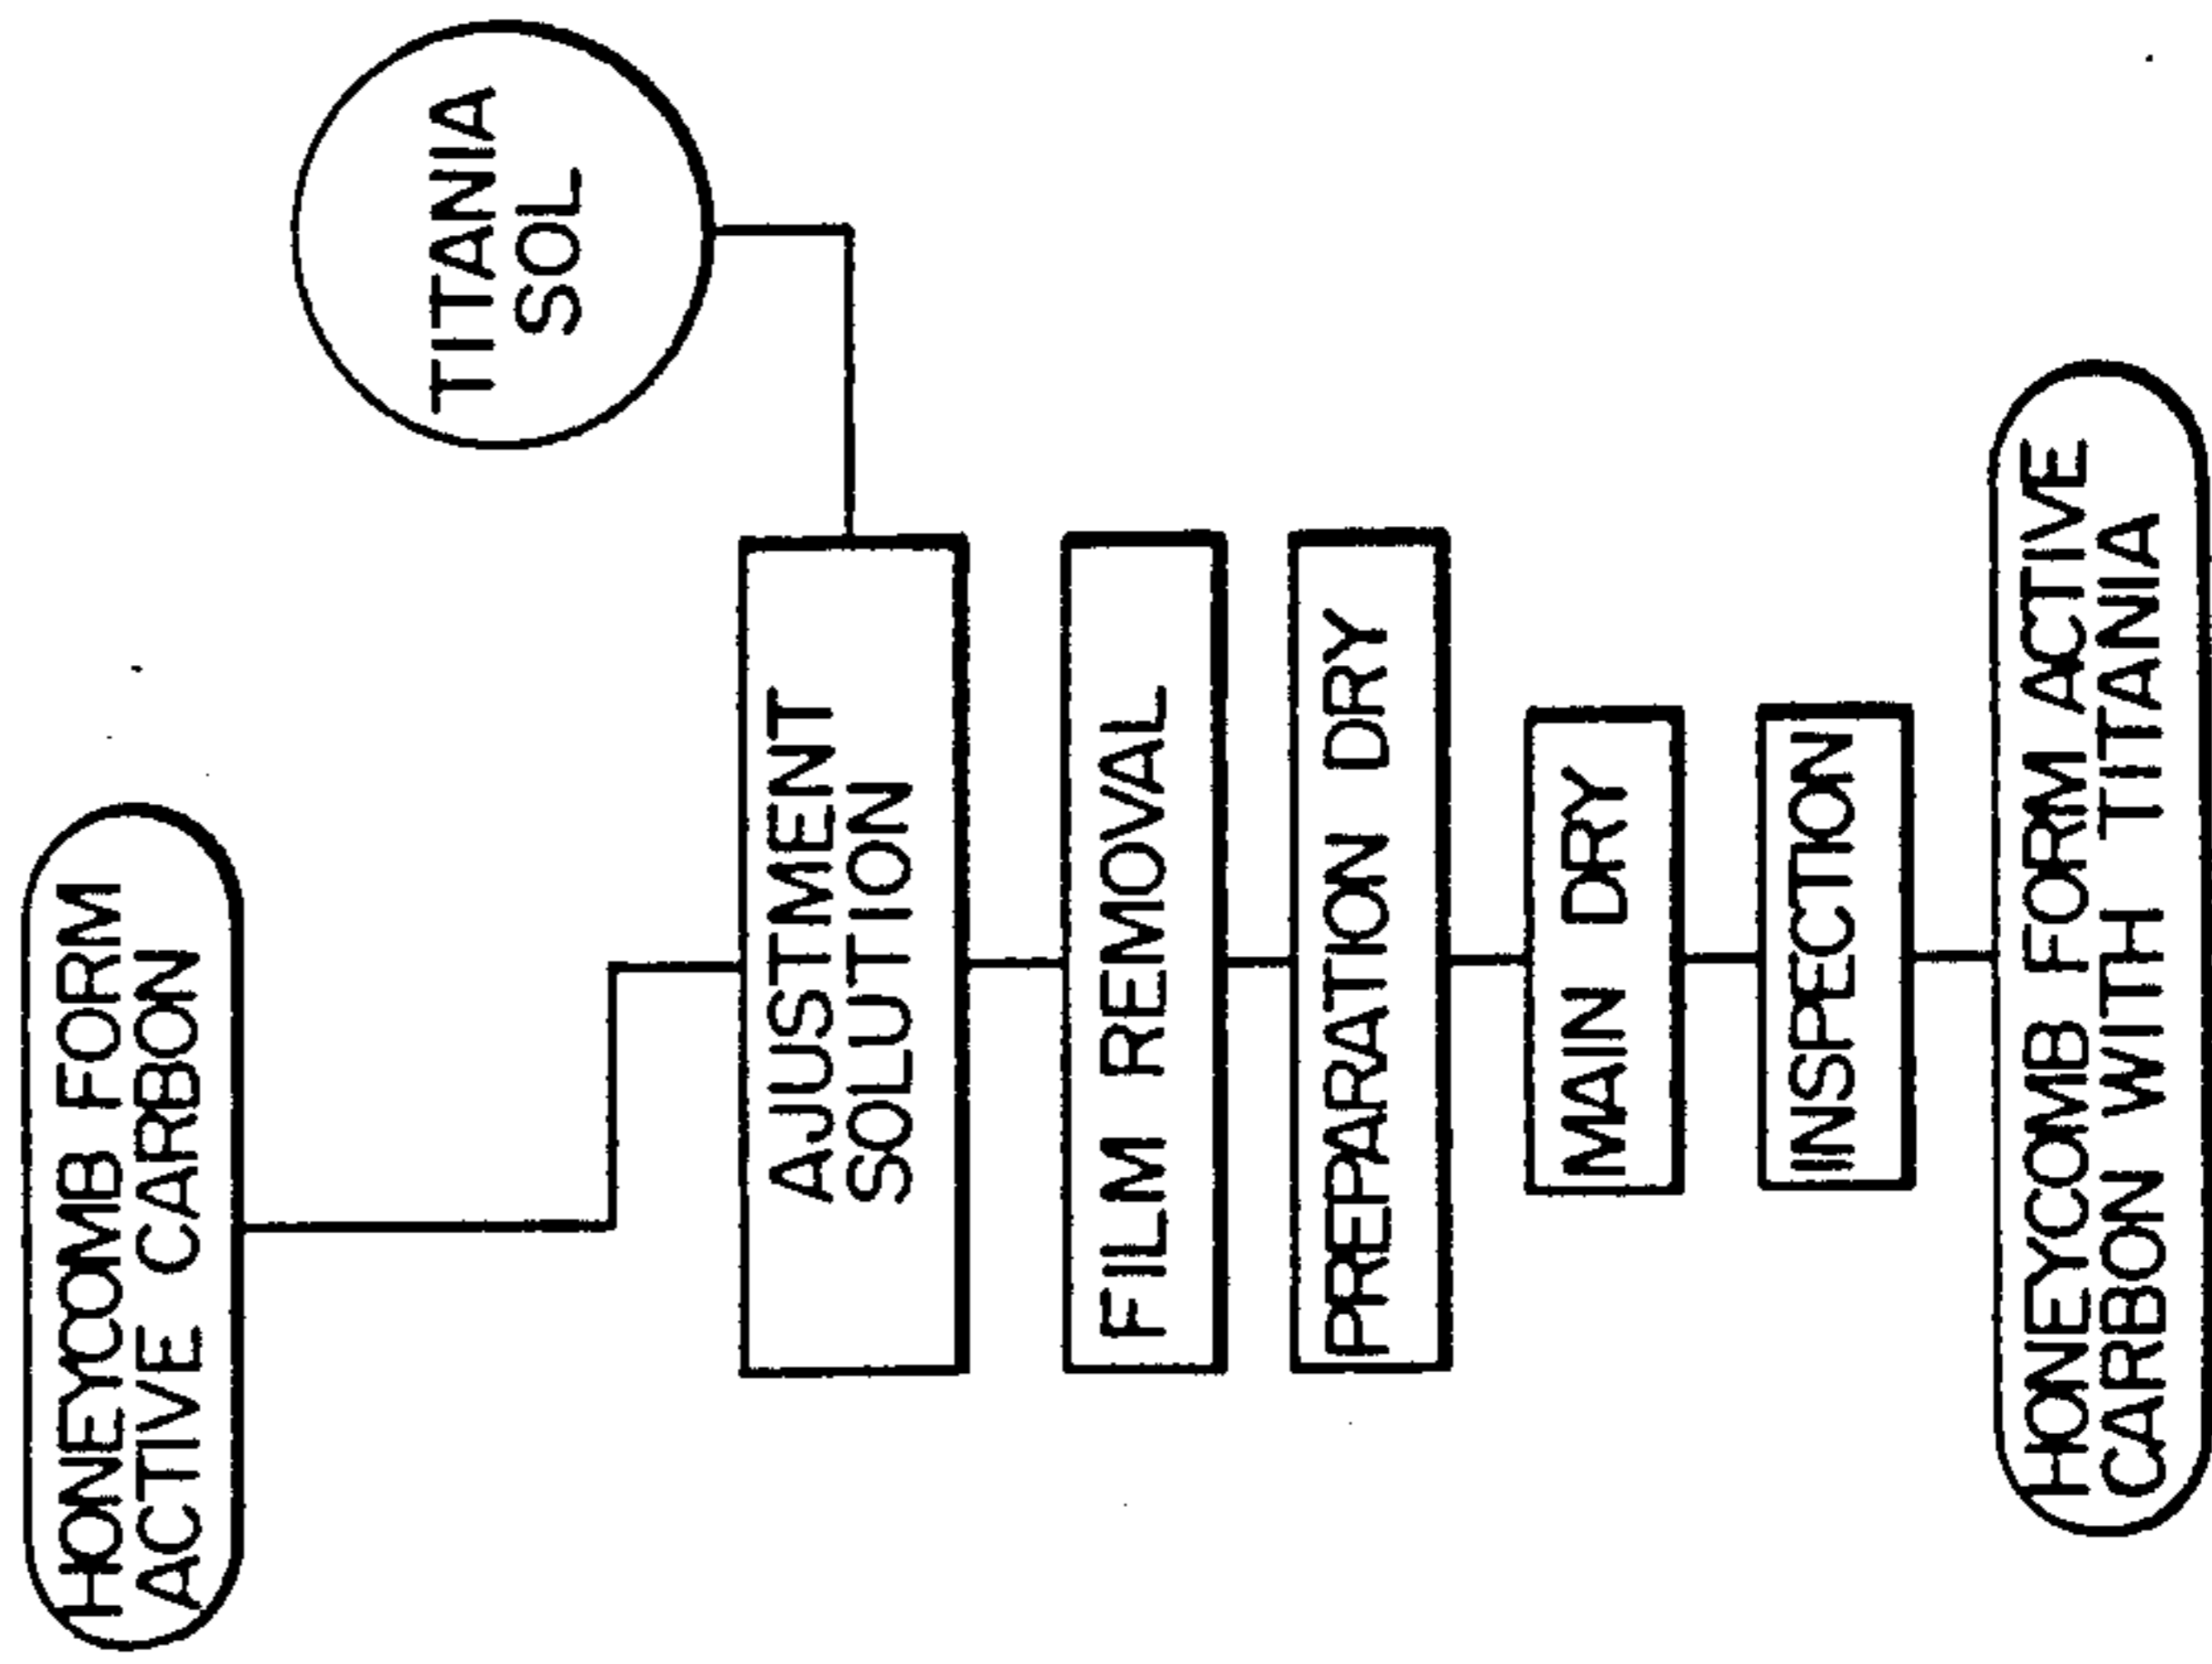 HONEYCOMB FORM
ACTIVE CARBON
TITANIA
SOL
AJUSTMENT
SOLUTION
FILM REMOVAL
PREPARATION DRY
MAIN DRY
INSPECTION
HONEYCOMB FORM ACTIVE
CARBON WITH TITANIA